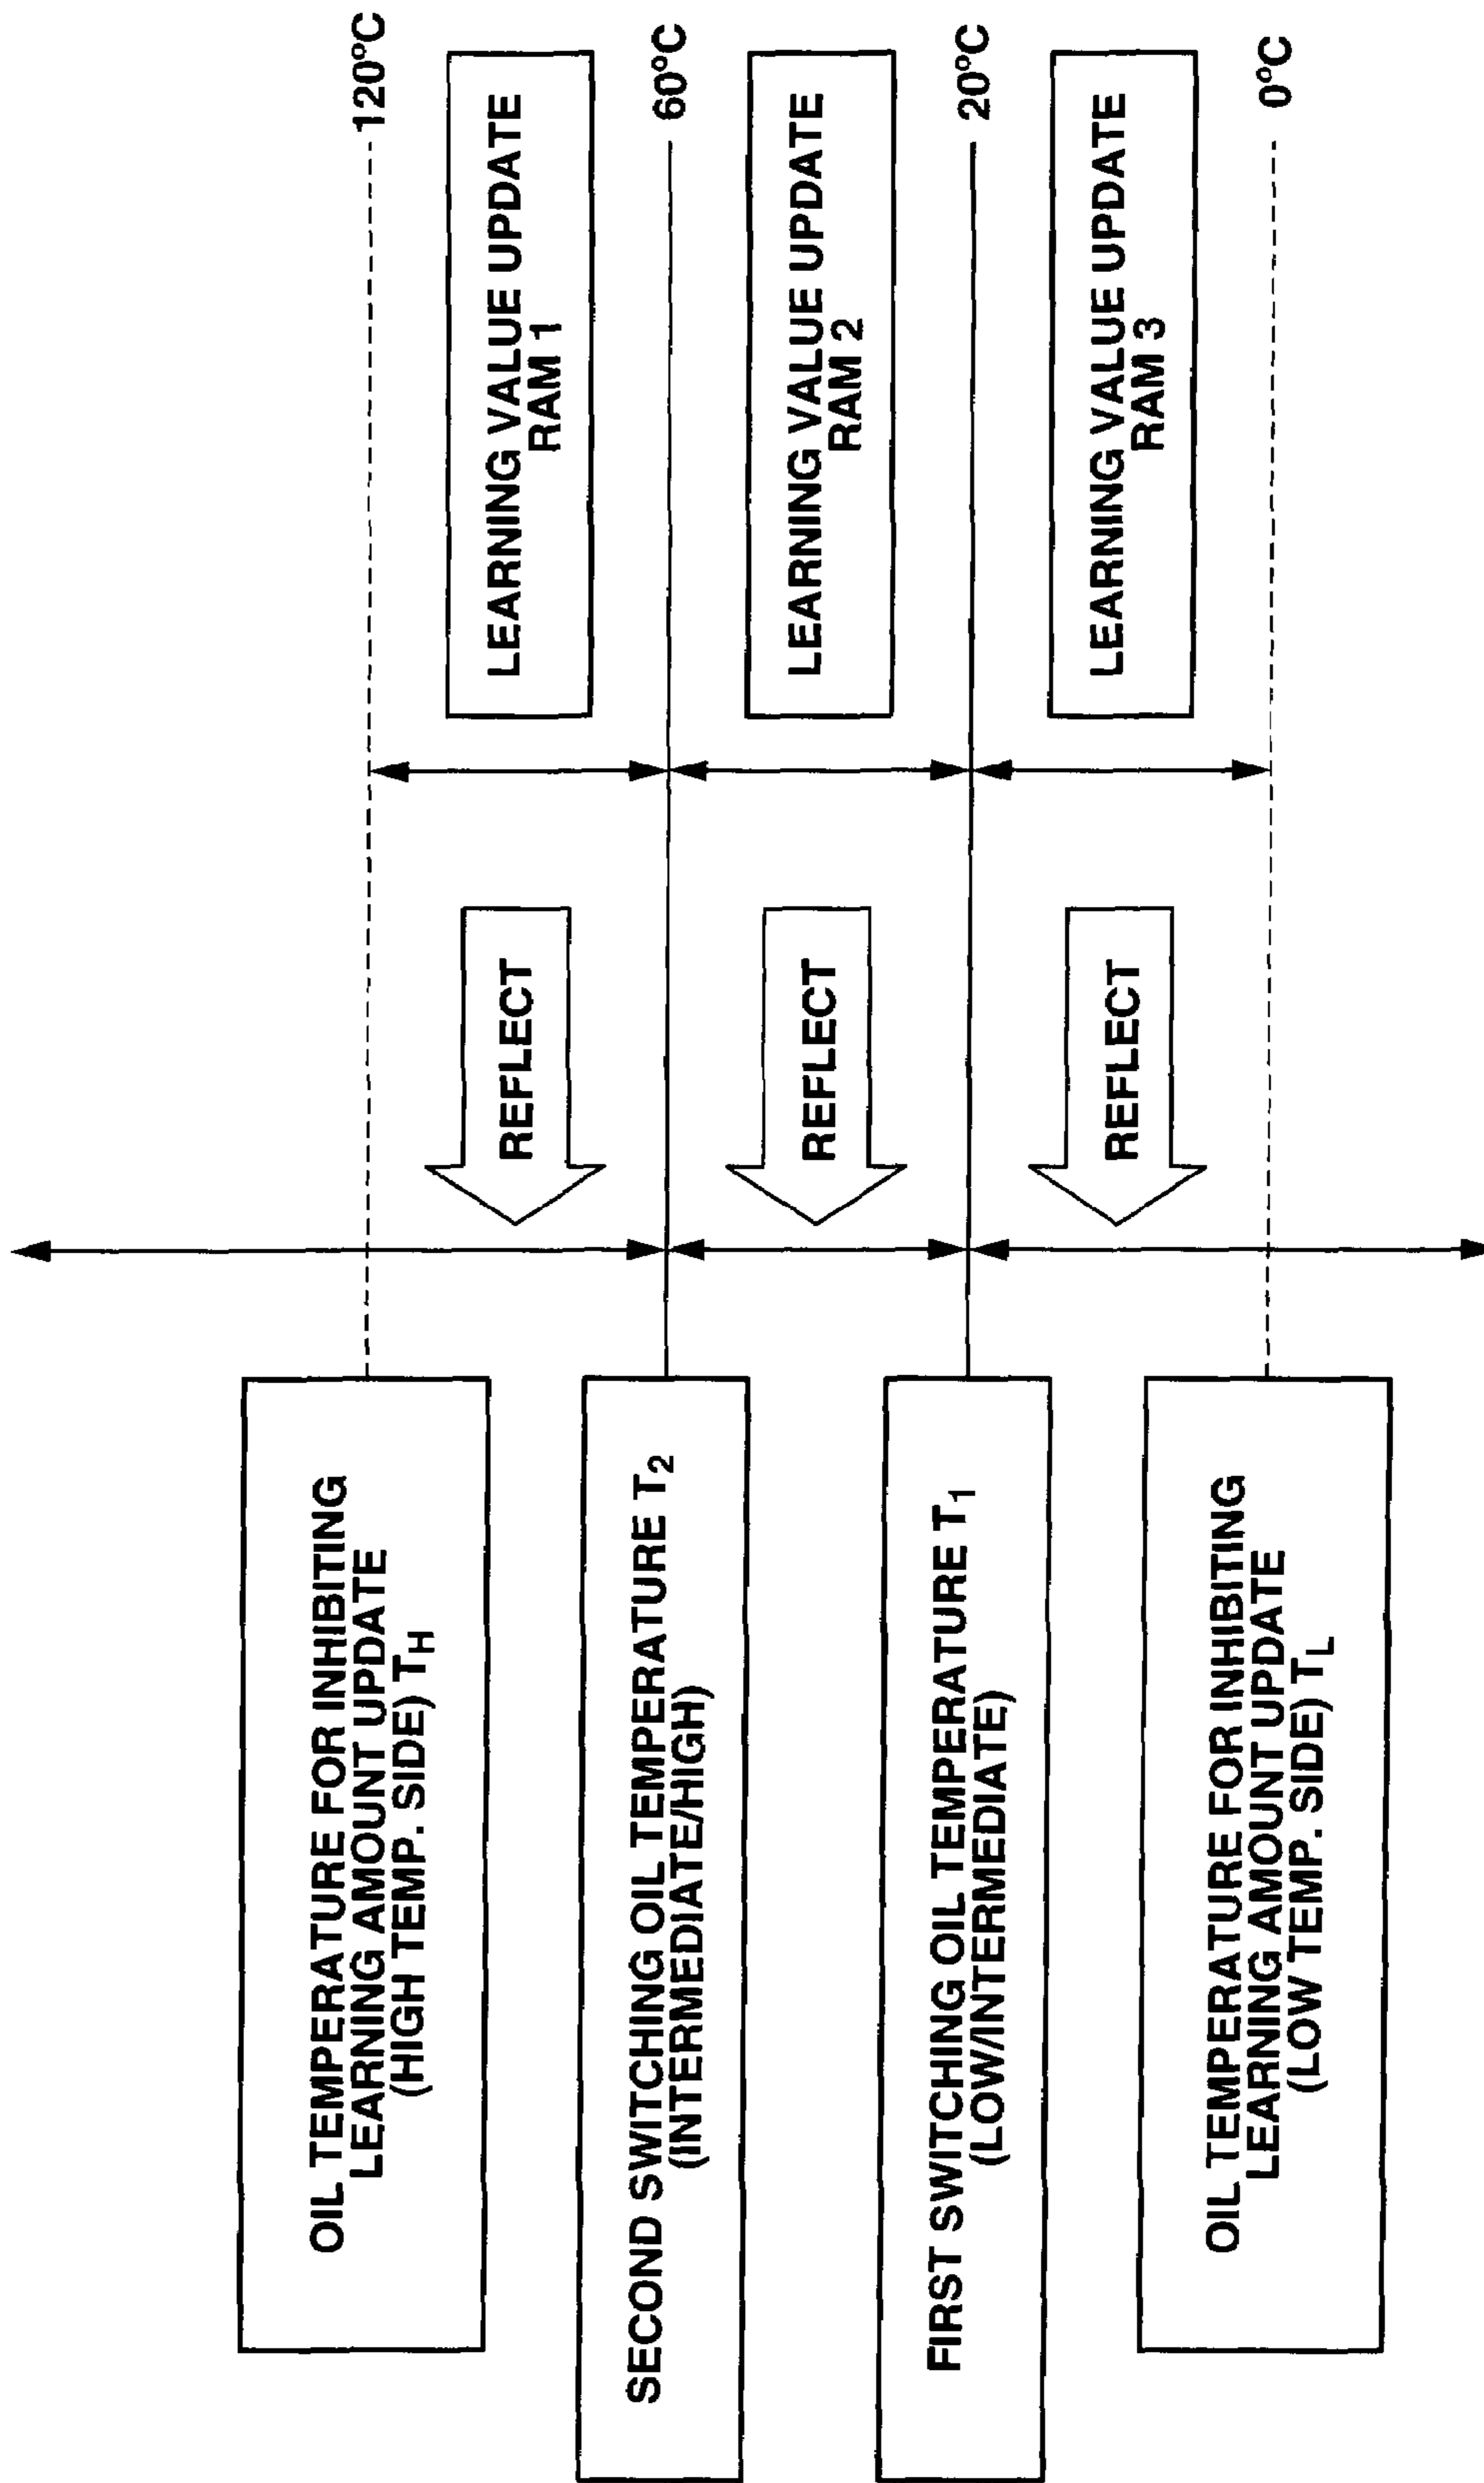 OIL TEMPERATURE FOR INHIBITING
LEARNING AMOUNT UPDATE
(HIGH TEMP. SIDE) TH
120°C
REFLECT
LEARNING VALUE UPDATE
RAM 1
SECOND SWITCHING OIL TEMPERATURE T2
(INTERMEDIATE/HIGH)
60°C
REFLECT
LEARNING VALUE UPDATE
RAM 2
FIRST SWITCHING OIL TEMPERATURE T1
(LOW/INTERMEDIATE)
20°C
REFLECT
LEARNING VALUE UPDATE
RAM 3
OIL TEMPERATURE FOR INHIBITING
LEARNING AMOUNT UPDATE
(LOW TEMP. SIDE) TL
0°C